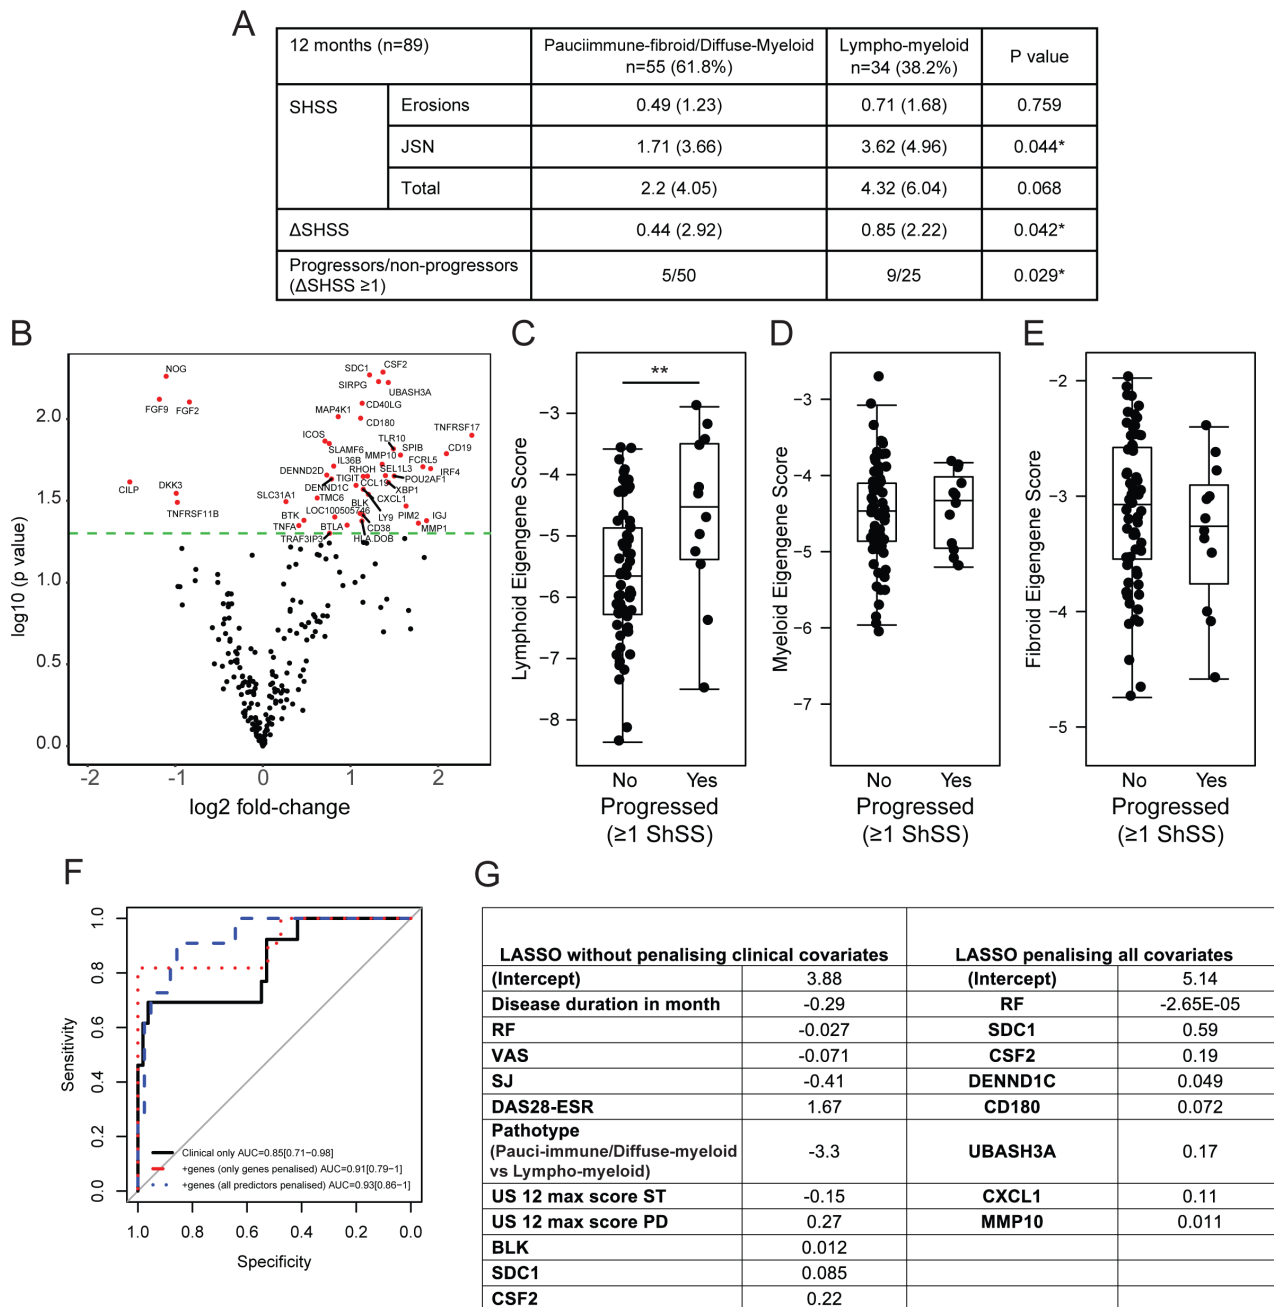 A
12 months (n=89)
Pauciimmune-fibroid/Diffuse-Myeloid
n=55 (61.8%)
Lympho-myeloid
n=34 (38.2%)
P value
SHSS
Erosions
0.49 (1.23)
0.71 (1.68)
0.759
JSN
1.71 (3.66)
3.62 (4.96)
0.044*
Total
2.2 (4.05)
4.32 (6.04)
0.068
ΔSHSS
0.44 (2.92)
0.85 (2.22)
0.042*
Progressors/non-progressors
(ΔSHSS ≥1)
5/50
9/25
0.029*
B
log10 (p value)
2.0
1.5
1.0
0.5
0.0
NOG
FGF9
FGF2
CILP
DKK3
TNFRSF11B
SDC1
CSF2
SIRPG
UBASH3A
CD40LG
MAP4K1
CD180
TNFRSF17
ICOS
TLR10
SLAMF6
SPIB
CD19
MMP10
IL36B
FCRL5
DENND2D
RHOH
SEL1L3
IRF4
TIGIT
POU2AF1
DENND1C
CCL19
XBP1
SLC31A1
TMC6
CXCL1
BLK
LOC100505746
PIM2
IGJ
BTK
LY9
TNFA
BTLA
CD38
MMP1
TRAF3IP3
HLA.DOB
-2
-1
0
1
2
log2 fold-change
C
**
Lymphoid Eigengene Score
−3
−4
−5
−6
−7
−8
No
Yes
Progressed
(≥1 ShSS)
D
Myeloid Eigengene Score
−3
−4
−5
−6
−7
No
Yes
Progressed
(≥1 ShSS)
E
Fibroid Eigengene Score
−2
−3
−4
−5
No
Yes
Progressed
(≥1 ShSS)
F
Sensitivity
1.0
0.8
0.6
0.4
0.2
0.0
Clinical only AUC=0.85[0.71−0.98]
+genes (only genes penalised) AUC=0.91[0.79−1]
+genes (all predictors penalised) AUC=0.93[0.86−1]
1.0
0.8
0.6
0.4
0.2
0.0
Specificity
G
LASSO without penalising clinical covariates
LASSO penalising all covariates
(Intercept)
3.88
(Intercept)
5.14
Disease duration in month
-0.29
RF
-2.65E-05
RF
-0.027
SDC1
0.59
VAS
-0.071
CSF2
0.19
SJ
-0.41
DENND1C
0.049
DAS28-ESR
1.67
CD180
0.072
Pathotype
(Pauci-immune/Diffuse-myeloid
vs Lympho-myeloid)
-3.3
UBASH3A
0.17
US 12 max score ST
-0.15
CXCL1
0.11
US 12 max score PD
0.27
MMP10
0.011
BLK
0.012
SDC1
0.085
CSF2
0.22